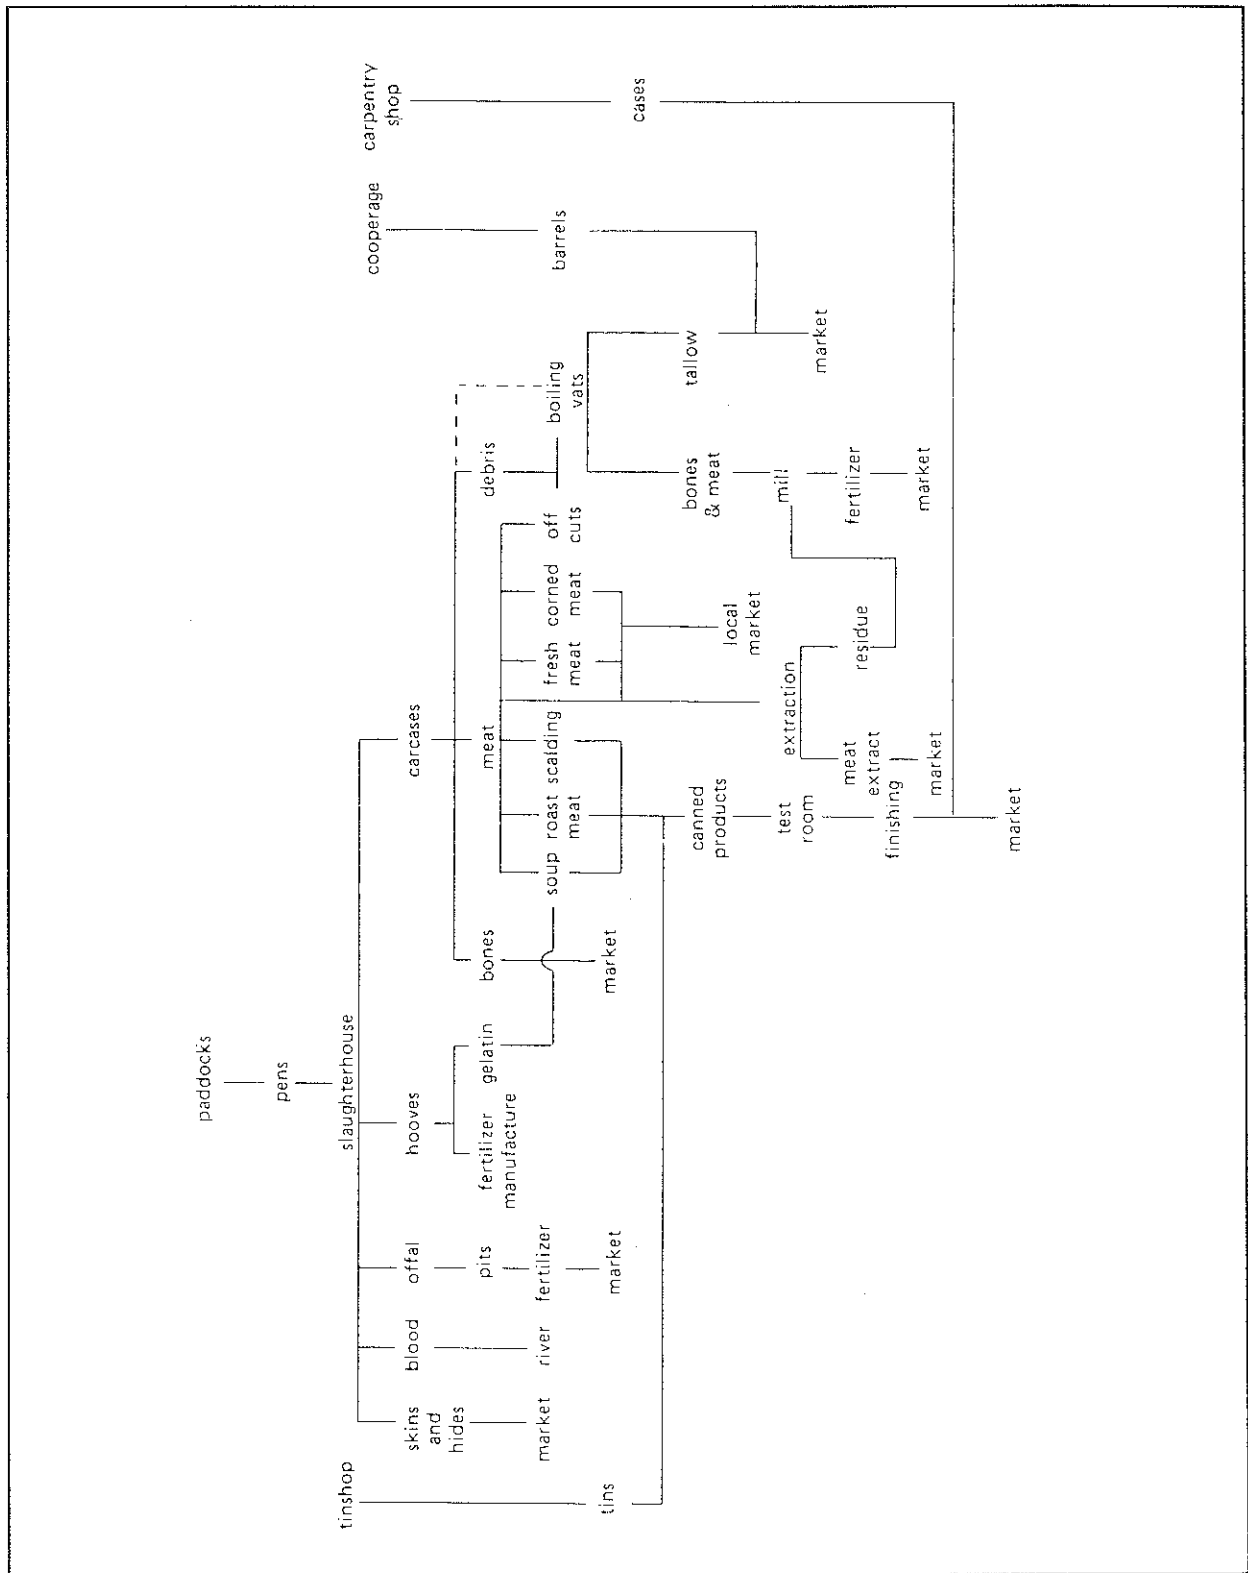 paddocks
pens
tinshop
slaughterhouse
cooperage
carpentry
shop
skins
and
hides
blood
offal
hooves
carcases
pits
fertilizer
manufacture
gelatin
bones
meat
debris
market
river
fertilizer
soup
roast
meat
scalding
fresh
meat
corned
meat
off
cuts
boiling
vats
barrels
tins
market
market
cases
canned
products
local
market
bones
& meat
tallow
test
room
extraction
mill
market
finishing
meat
extract
residue
fertilizer
market
market
market